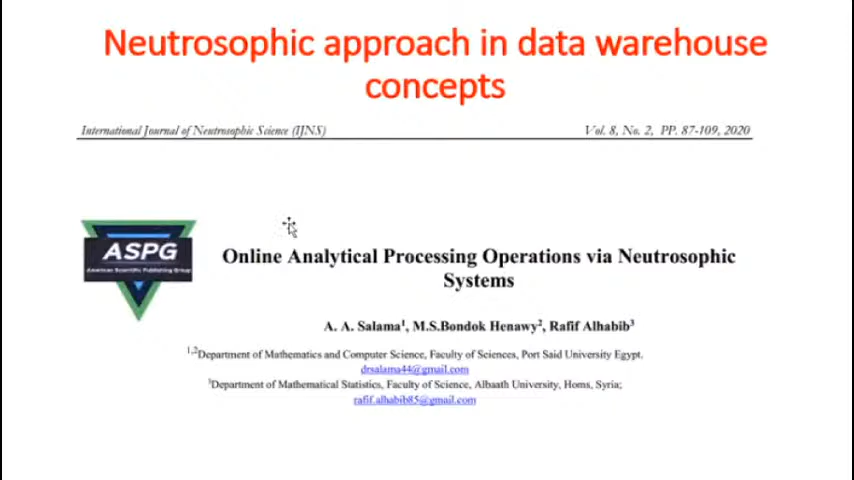 Neutrosophic approach in data warehouse
concepts
International Journal of Neutrosophic Science (IJNS) Vol. 8, No. 2, PP. 87-109, 2020
ASPG
American Scientific Publishing Group
Online Analytical Processing Operations via Neutrosophic
Systems
A. A. Salama¹, M.S.Bondok Henawy², Rafif Alhabib³
¹,²Department of Mathematics and Computer Science, Faculty of Sciences, Port Said University Egypt.
drsalama44@gmail.com
³Department of Mathematical Statistics, Faculty of Science, Albaath University, Homs, Syria;
rafif.alhabib85@gmail.com